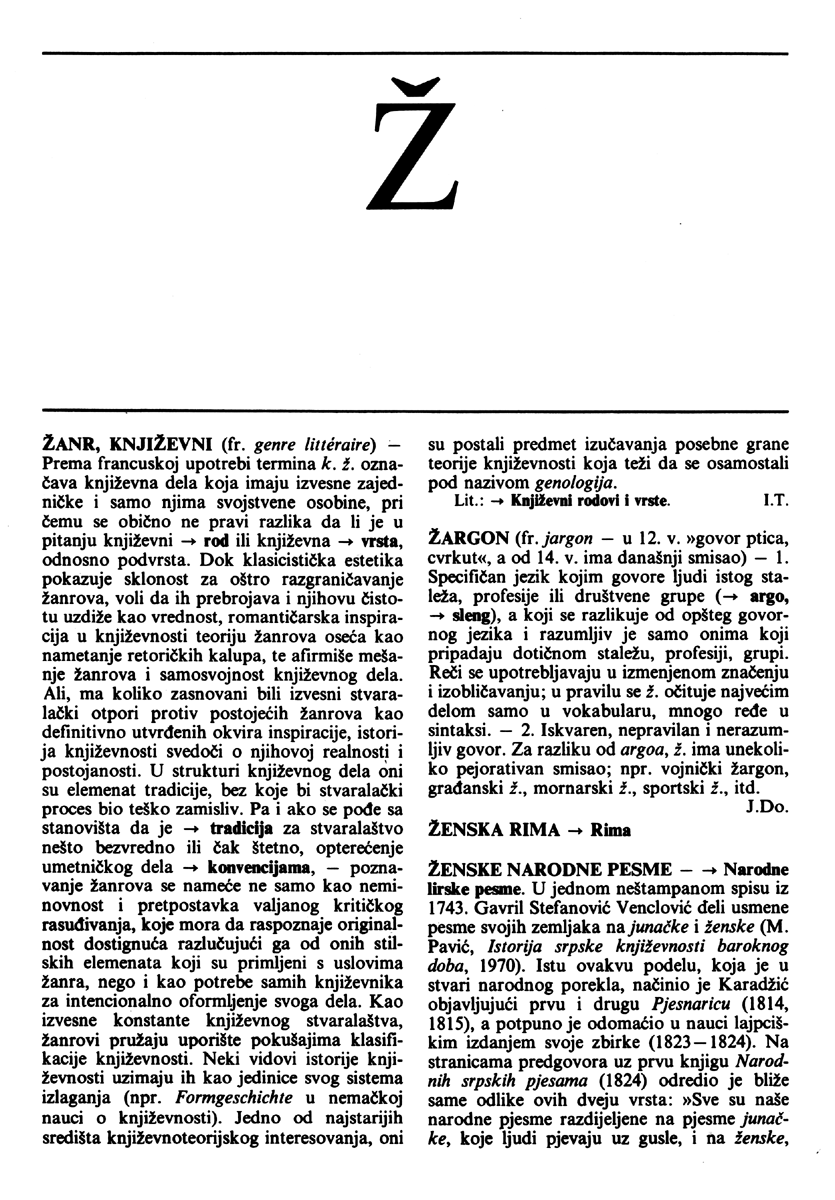 Ž
ŽANR, KNJIŽEVNI (fr. genre littéraire) —
Prema francuskoj upotrebi termina k. ž. ozna-
čava književna dela koja imaju izvesne zajed-
ničke i samo njima svojstvene osobine, pri
čemu se obično ne pravi razlika da li je u
pitanju književni → rod ili književna → vrsta,
odnosno podvrsta. Dok klasicistička estetika
pokazuje sklonost za oštro razgraničavanje
žanrova, voli da ih prebrojava i njihovu čisto-
tu uzdiže kao vrednost, romantičarska inspira-
cija u književnosti teoriju žanrova oseća kao
nametanje retoričkih kalupa, te afirmiše meša-
nje žanrova i samosvojnost književnog dela.
Ali, ma koliko zasnovani bili izvesni stvara-
lački otpori protiv postojećih žanrova kao
definitivno utvrđenih okvira inspiracije, istori-
ja književnosti svedoči o njihovoj realnosti i
postojanosti. U strukturi književnog dela oni
su elemenat tradicije, bez koje bi stvaralački
proces bio teško zamisliv. Pa i ako se pođe sa
stanovišta da je → tradicija za stvaralaštvo
nešto bezvredno ili čak štetno, opterećenje
umetničkog dela → konvencijama, — pozna-
vanje žanrova se nameće ne samo kao nemi-
novnost i pretpostavka valjanog kritičkog
rasuđivanja, koje mora da raspoznaje original-
nost dostignuća razlučujući ga od onih stil-
skih elemenata koji su primljeni s uslovima
žanra, nego i kao potrebe samih književnika
za intencionalno oformljenje svoga dela. Kao
izvesne konstante književnog stvaralaštva,
žanrovi pružaju uporište pokušajima klasifi-
kacije književnosti. Neki vidovi istorije knji-
ževnosti uzimaju ih kao jedinice svog sistema
izlaganja (npr. Formgeschichte u nemačkoj
nauci o književnosti). Jedno od najstarijih
središta književnoteorijskog interesovanja, oni
su postali predmet izučavanja posebne grane
teorije književnosti koja teži da se osamostali
pod nazivom genologija.
Lit.: → Književni rodovi i vrste. I.T.
ŽARGON (fr. jargon — u 12. v. »govor ptica,
cvrkut«, a od 14. v. ima današnji smisao) — 1.
Specifičan jezik kojim govore ljudi istog sta-
leža, profesije ili društvene grupe (→ argo,
→ sleng), a koji se razlikuje od opšteg govor-
nog jezika i razumljiv je samo onima koji
pripadaju dotičnom staležu, profesiji, grupi.
Reči se upotrebljavaju u izmenjenom značenju
i izobličavanju; u pravilu se ž. očituje najvećim
delom samo u vokabularu, mnogo ređe u
sintaksi. — 2. Iskvaren, nepravilan i nerazum-
ljiv govor. Za razliku od argoa, ž. ima unekoli-
ko pejorativan smisao; npr. vojnički žargon,
građanski ž., mornarski ž., sportski ž., itd.
J.Do.
ŽENSKA RIMA → Rima
ŽENSKE NARODNE PESME — → Narodne
lirske pesme. U jednom neštampanom spisu iz
1743. Gavril Stefanović Venclović deli usmene
pesme svojih zemljaka na junačke i ženske (M.
Pavić, Istorija srpske književnosti baroknog
doba, 1970). Istu ovakvu podelu, koja je u
stvari narodnog porekla, načinio je Karadžić
objavljujući prvu i drugu Pjesnaricu (1814,
1815), a potpuno je odomaćio u nauci lajpciš-
kim izdanjem svoje zbirke (1823—1824). Na
stranicama predgovora uz prvu knjigu Narod-
nih srpskih pjesama (1824) odredio je bliže
same odlike ovih dveju vrsta: »Sve su naše
narodne pjesme razdijeljene na pjesme junač-
ke, koje ljudi pjevaju uz gusle, i na ženske,